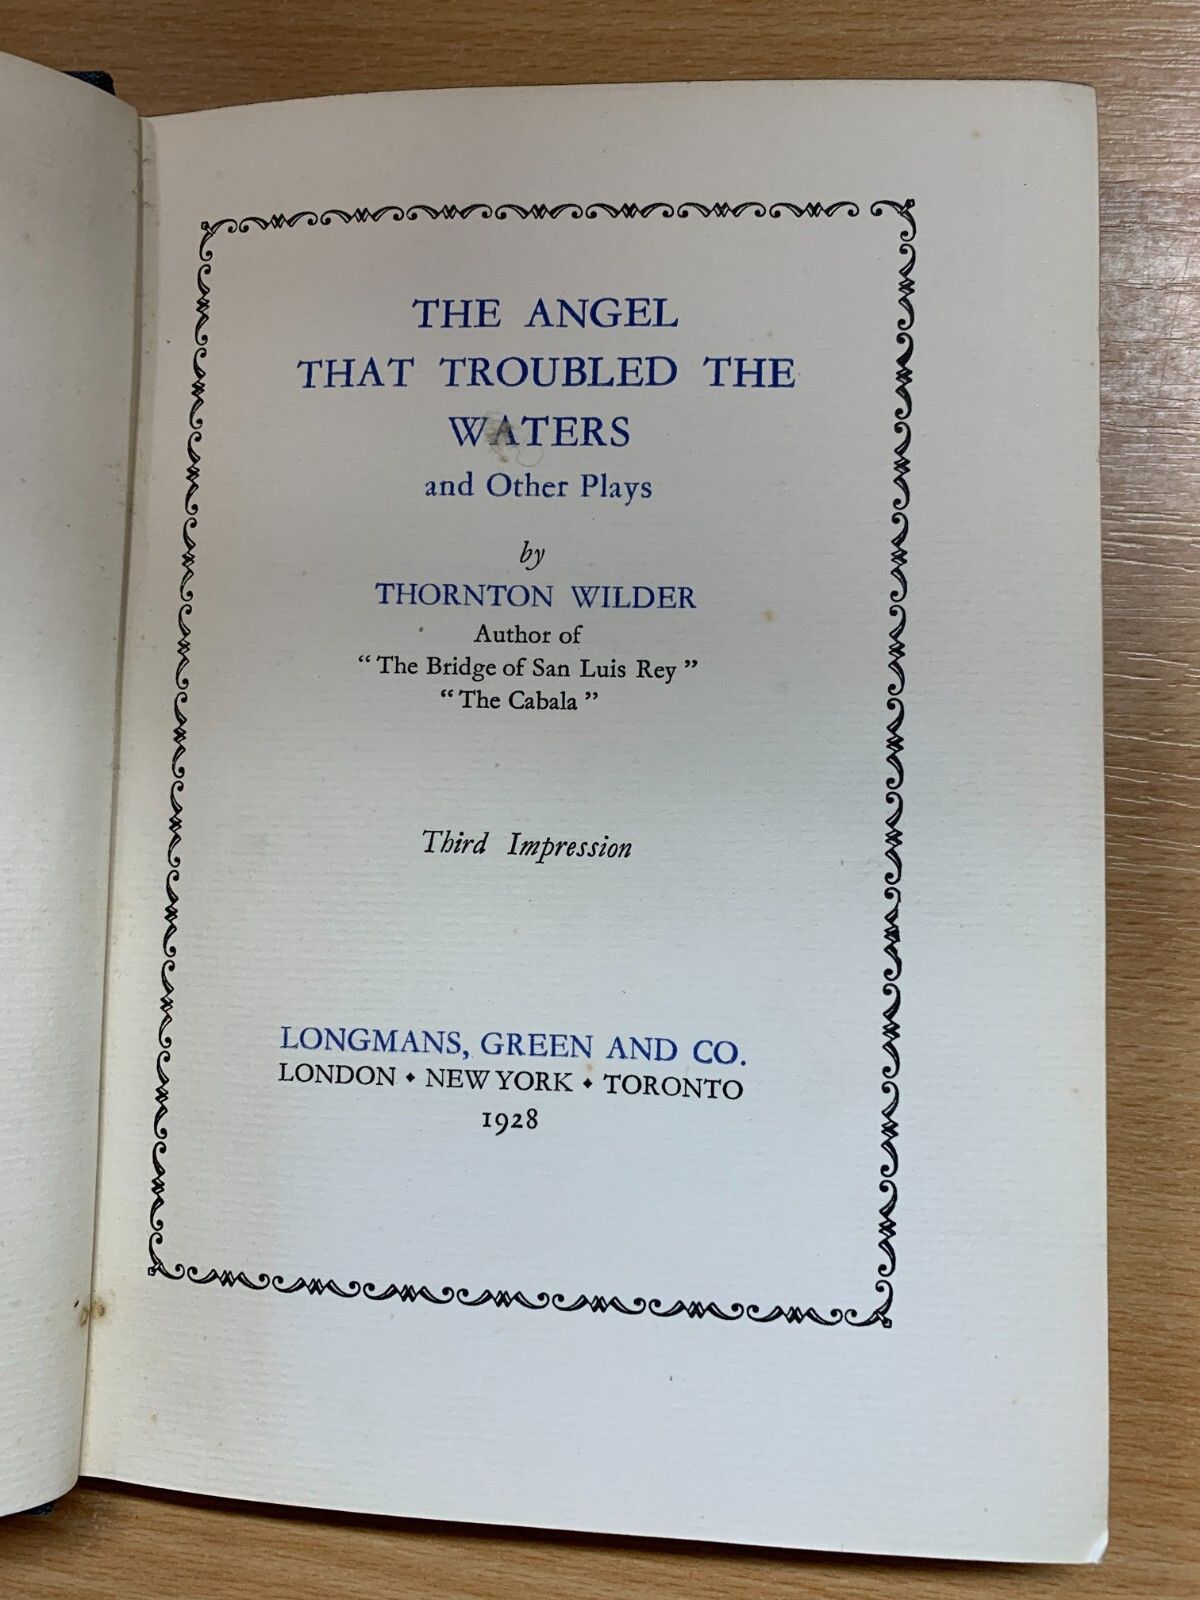 THE ANGEL
THAT TROUBLED THE
WATERS
and Other Plays
by
THORNTON WILDER
Author of
“The Bridge of San Luis Rey”
“The Cabala”
Third Impression
LONGMANS, GREEN AND CO.
LONDON ⬩ NEW YORK ⬩ TORONTO
1928